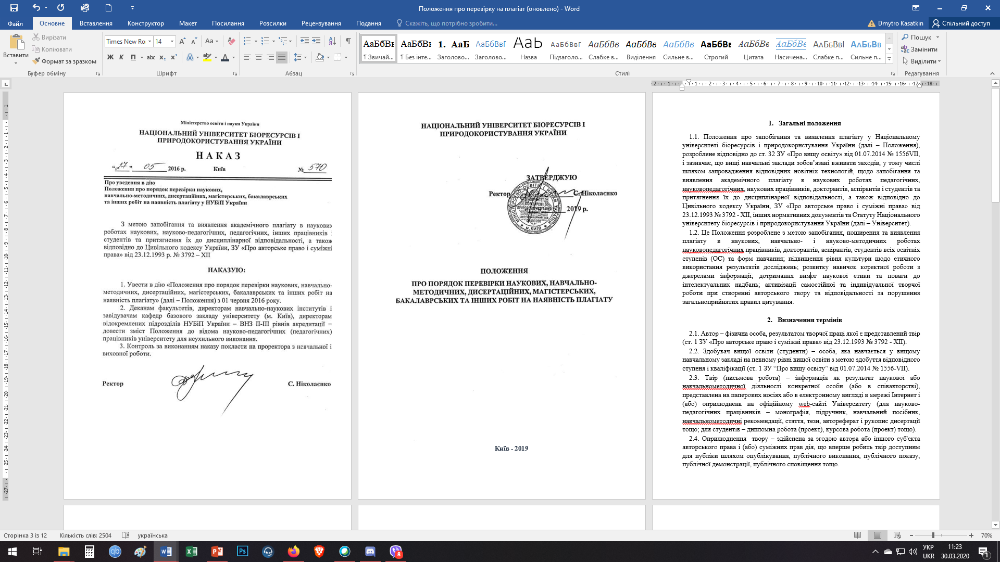 Положення про перевірку на плагіат (оновлено) - Word
Файл Основне Вставлення Конструктор Макет Посилання Розсилки Рецензування Подання Скажіть, що потрібно зробити... Dmytro Kasatkin Спільний доступ
Вставити
Вирізати
Копіювати
Формат за зразком
Буфер обміну
Times New Ro 14
Шрифт
Абзац
АаБбВі АаБбВв 1. АаБ АаБбВвГ АаЬ АаБбВвГ АаБбВв АаБбВв АаБбВв АаБбВв АаБбВв АаБбВв АаБбВвІ АаБбВв
¶ Звичай... ¶ Без інте... Заголово... Заголово... Назва Підзаголо... Слабке в... Виділення Сильне в... Строгий Цитата Насичена... Слабке п... Сильне п...
Стилі
Пошук
Замінити
Виділити
Редагування
Міністерство освіти і науки України
НАЦІОНАЛЬНИЙ УНІВЕРСИТЕТ БІОРЕСУРСІВ І
ПРИРОДОКОРИСТУВАННЯ УКРАЇНИ
Н А К А З
“27” 05 2016 р. Київ № 570
Про уведення в дію
Положення про порядок перевірки наукових,
навчально-методичних, дисертаційних, магістерських, бакалаврських
та інших робіт на наявність плагіату у НУБіП України
З метою запобігання та виявлення академічного плагіату в наукових
роботах наукових, науково-педагогічних, педагогічних, інших працівників
студентів та притягнення їх до дисциплінарної відповідальності, а також
відповідно до Цивільного кодексу України, ЗУ «Про авторське право і суміжні
права» від 23.12.1993 р. № 3792 – XII
НАКАЗУЮ:
1. Увести в дію «Положення про порядок перевірки наукових, навчально-
методичних, дисертаційних, магістерських, бакалаврських та інших робіт на
наявність плагіату» (далі – Положення) з 01 червня 2016 року.
2. Деканам факультетів, директорам навчально-наукових інститутів і
завідувачам кафедр базового закладу університету (м. Київ), директорам
відокремлених підрозділів НУБіП України – ВНЗ II-III рівнів акредитації –
довести зміст Положення до відома науково-педагогічних (педагогічних)
працівників університету для неухильного виконання.
3. Контроль за виконанням наказу покласти на проректора з навчальної і
виховної роботи.
Ректор С. Ніколаєнко
НАЦІОНАЛЬНИЙ УНІВЕРСИТЕТ БІОРЕСУРСІВ І
ПРИРОДОКОРИСТУВАННЯ УКРАЇНИ
ЗАТВЕРДЖУЮ
Ректор С. Ніколаєнко
2019 р.
ПОЛОЖЕННЯ
ПРО ПОРЯДОК ПЕРЕВІРКИ НАУКОВИХ, НАВЧАЛЬНО-
МЕТОДИЧНИХ, ДИСЕРТАЦІЙНИХ, МАГІСТЕРСЬКИХ,
БАКАЛАВРСЬКИХ ТА ІНШИХ РОБІТ НА НАЯВНІСТЬ ПЛАГІАТУ
Київ - 2019
1. Загальні положення
1.1. Положення про запобігання та виявлення плагіату у Національному
університеті біоресурсів і природокористування України (далі – Положення),
розроблене відповідно до ст. 32 ЗУ «Про вищу освіту» від 01.07.2014 № 1556VII,
і зазначає, що вищі навчальні заклади зобов’язані вживати заходів, у тому числі
шляхом запровадження відповідних новітніх технологій, щодо запобігання та
виявлення академічного плагіату в наукових роботах педагогічних,
науковопедагогічних, наукових працівників, докторантів, аспірантів і студентів та
притягнення їх до дисциплінарної відповідальності, а також відповідно до
Цивільного кодексу України, ЗУ «Про авторське право і суміжні права» від
23.12.1993 № 3792 - XII, інших нормативних документів та Статуту Національного
університету біоресурсів і природокористування України (далі – Університет).
1.2. Це Положення розроблене з метою запобігання, поширення та виявлення
плагіату в наукових, навчально- і науково-методичних роботах
науковопедагогічних працівників, докторантів, аспірантів, студентів всіх освітніх
ступенів (ОС) та форм навчання; підвищення рівня культури щодо етичного
використання результатів досліджень; розвитку навичок коректної роботи з
джерелами інформації; дотримання вимог наукової етики та поваги до
інтелектуальних надбань; активізації самостійної та індивідуальної творчої
роботи при створенні авторського твору та відповідальності за порушення
загальноприйнятих правил цитування.
2. Визначення термінів
2.1. Автор – фізична особа, результатом творчої праці якої є представлений твір
(ст. 1 ЗУ «Про авторське право і суміжні права» від 23.12.1993 № 3792 - XII).
2.2. Здобувач вищої освіти (студенти) – особа, яка навчається у вищому
навчальному закладі на певному рівні вищої освіти з метою здобуття відповідного
ступеня і кваліфікації (ст. 1 ЗУ “Про вищу освіту” від 01.07.2014 № 1556-VII).
2.3. Твір (письмова робота) – інформація як результат наукової або
навчальнометодичної діяльності конкретної особи (або в співавторстві),
представлена на паперових носіях або в електронному вигляді в мережі Інтернет і
(або) оприлюднена на офіційному web-сайті Університету (для науково-
педагогічних працівників – монографія, підручник, навчальний посібник,
навчальнометодичні рекомендації, стаття, тези, автореферат і рукопис дисертації
тощо; для студентів – дипломна робота (проект), курсова робота (проект) тощо).
2.4. Оприлюднення твору – здійснена за згодою автора або іншого суб'єкта
авторського права і (або) суміжних прав дія, що вперше робить твір доступним
для публіки шляхом опублікування, публічного виконання, публічного показу,
публічної демонстрації, публічного сповіщення тощо.
Сторінка 3 із 12 Кількість слів: 2504 українська 70%
УКР 11:23
UKR 30.03.2020